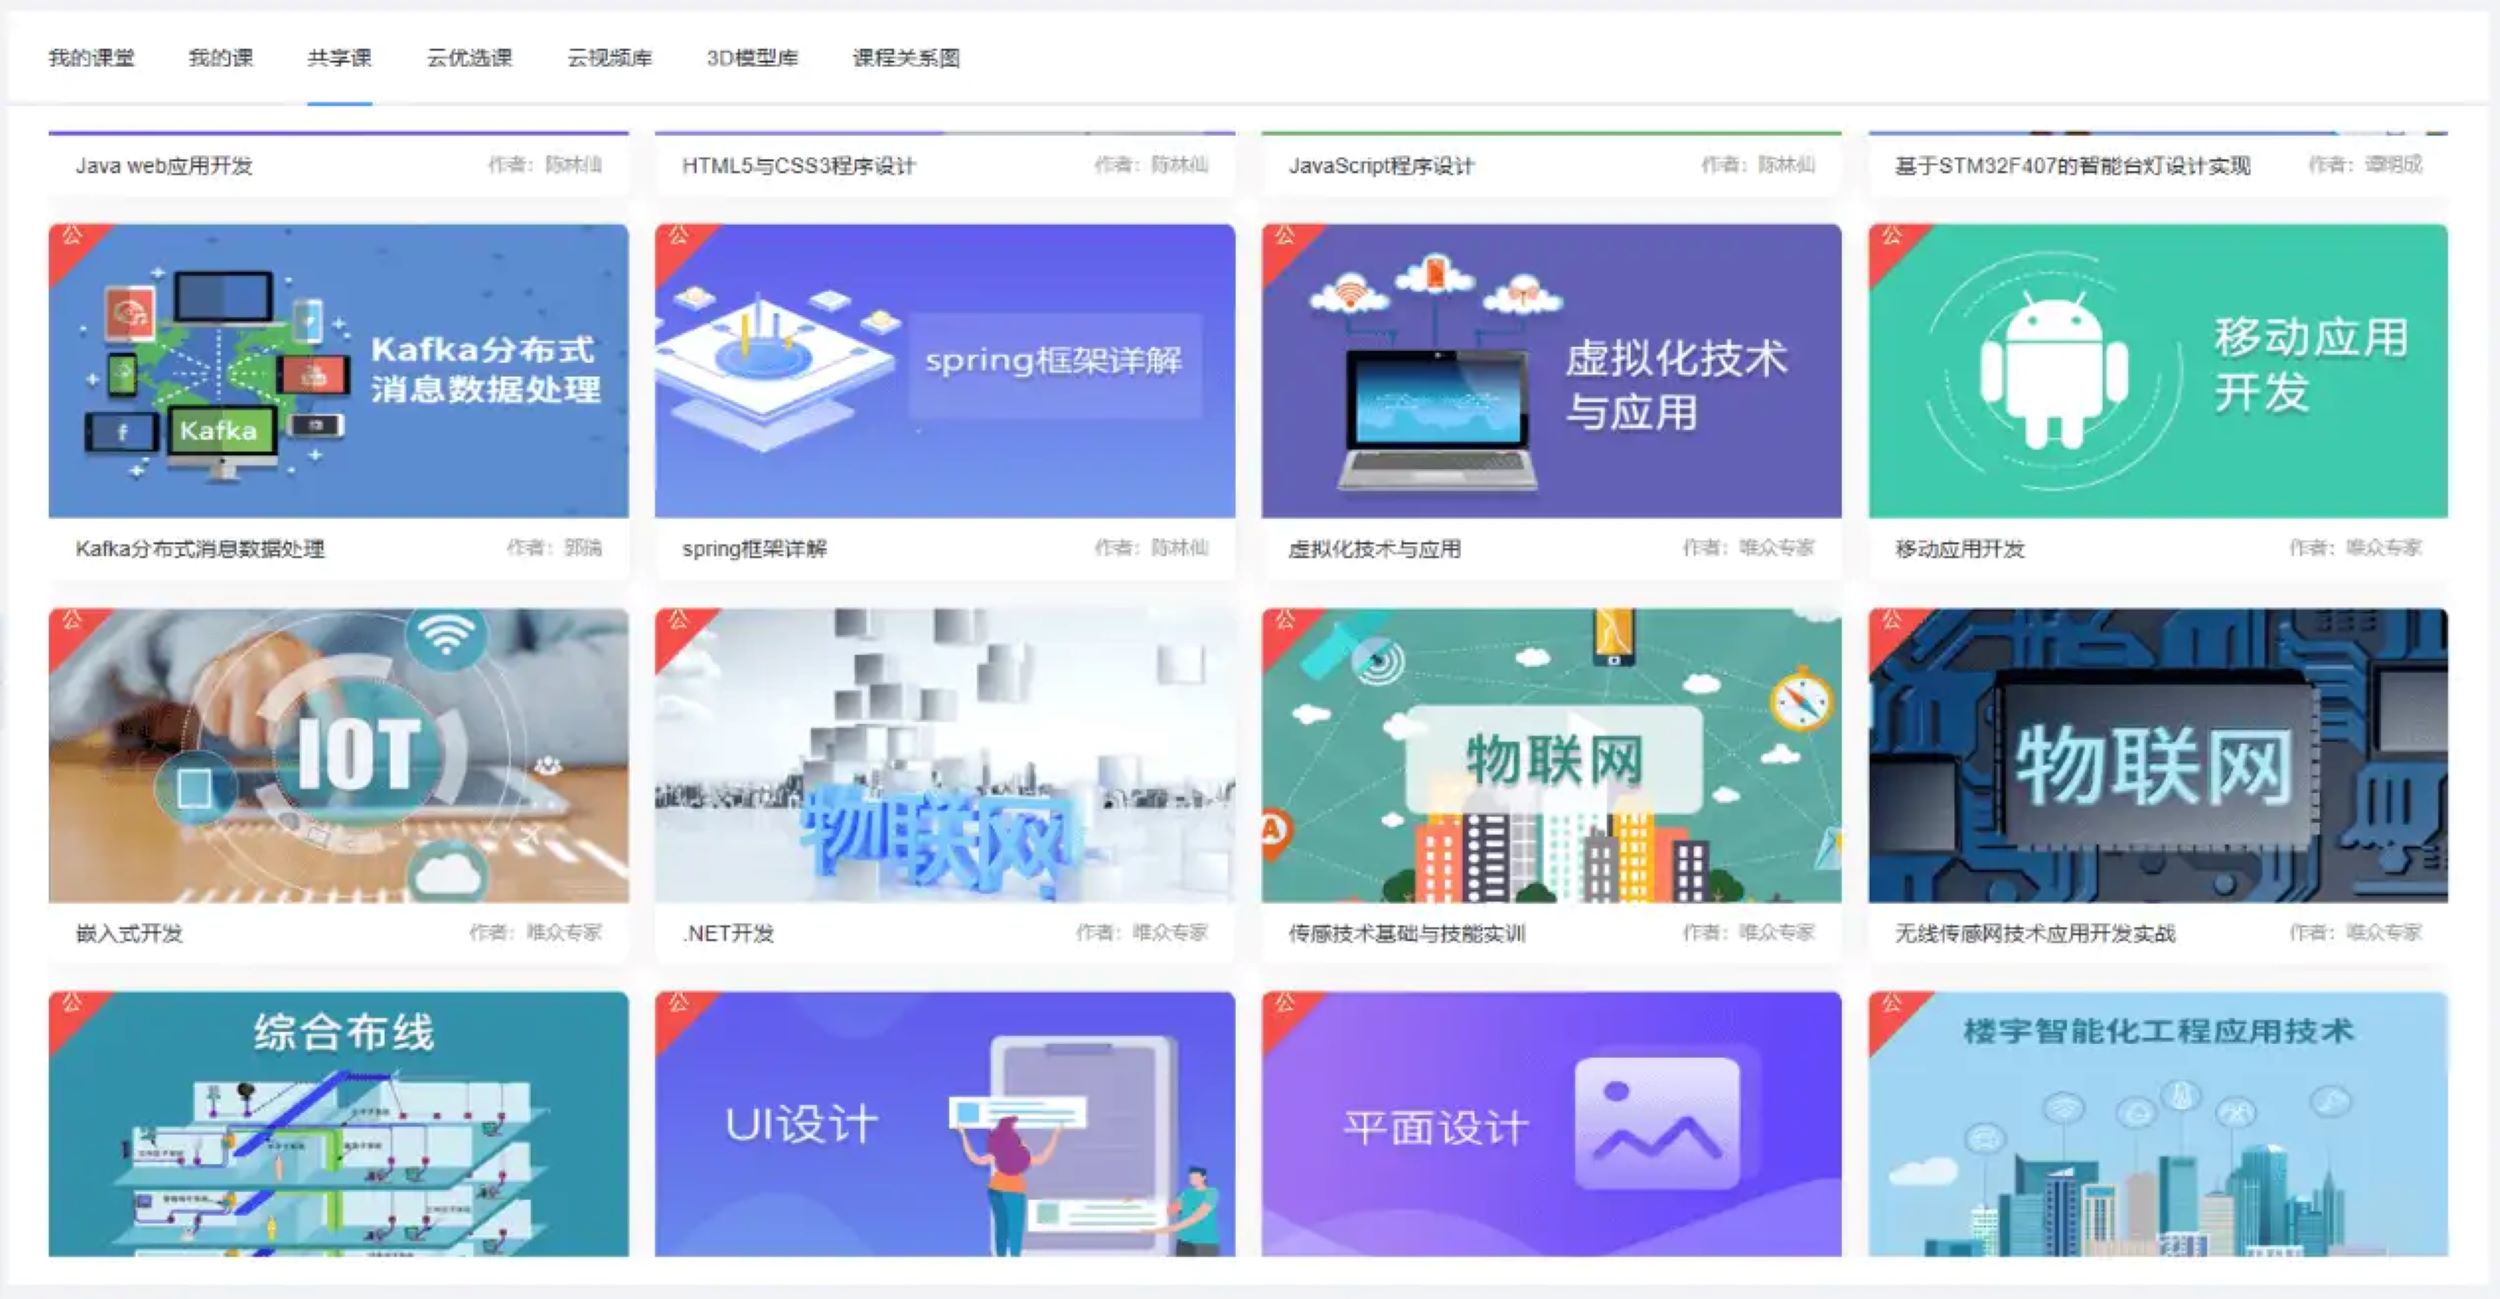 我的课堂 我的课 共享课 云优选课 云视频库 3D模型库 课程关系图
Java web应用开发 作者：陈林仙
HTML5与CSS3程序设计 作者：陈林仙
JavaScript程序设计 作者：陈林仙
基于STM32F407的智能台灯设计实现 作者：谭明成
公
Kafka分布式
消息数据处理
f
Kafka
Kafka分布式消息数据处理 作者：郭瑞
公
spring框架详解
spring框架详解 作者：陈林仙
公
虚拟化技术
与应用
虚拟化技术与应用 作者：唯众专家
公
移动应用
开发
移动应用开发 作者：唯众专家
公
IOT
嵌入式开发 作者：唯众专家
公
物联网
.NET开发 作者：唯众专家
公
物联网
A
传感技术基础与技能实训 作者：唯众专家
公
物联网
无线传感网技术应用开发实战 作者：唯众专家
公
综合布线
公
UI设计
公
平面设计
公
楼宇智能化工程应用技术